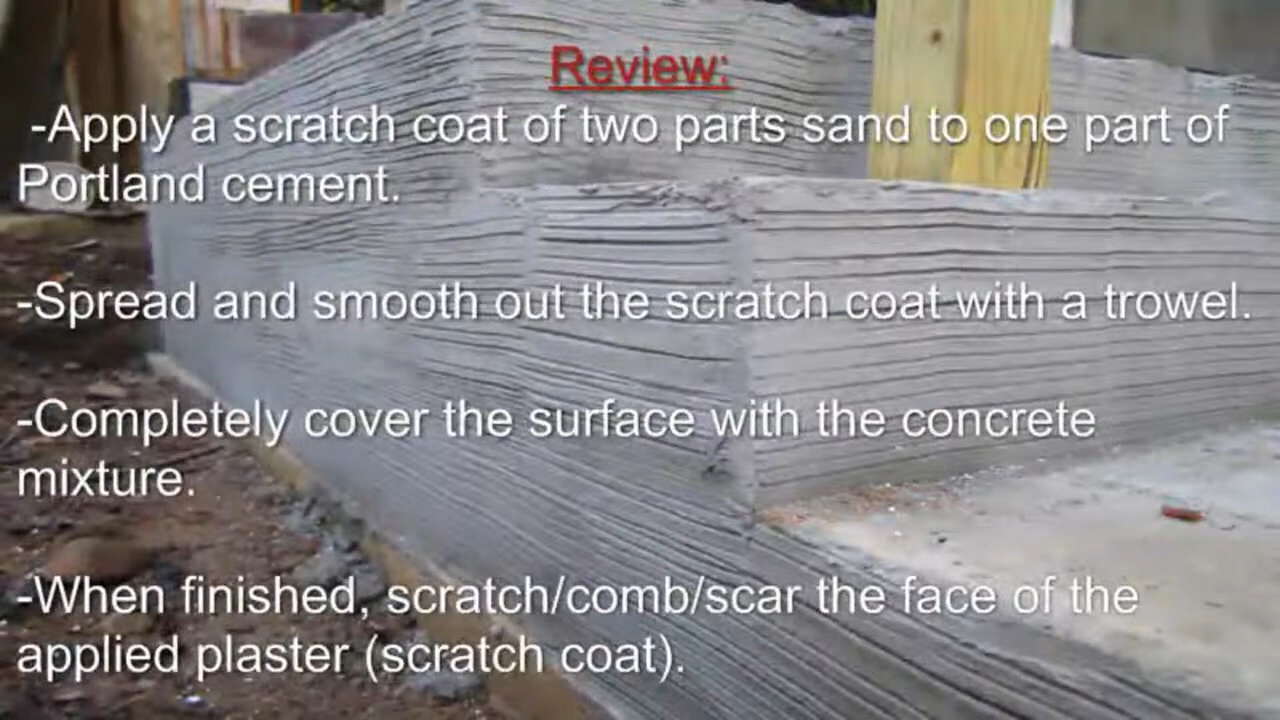 Review:
-Apply a scratch coat of two parts sand to one part of
Portland cement.
-Spread and smooth out the scratch coat with a trowel.
-Completely cover the surface with the concrete
mixture.
-When finished, scratch/comb/scar the face of the
applied plaster (scratch coat).